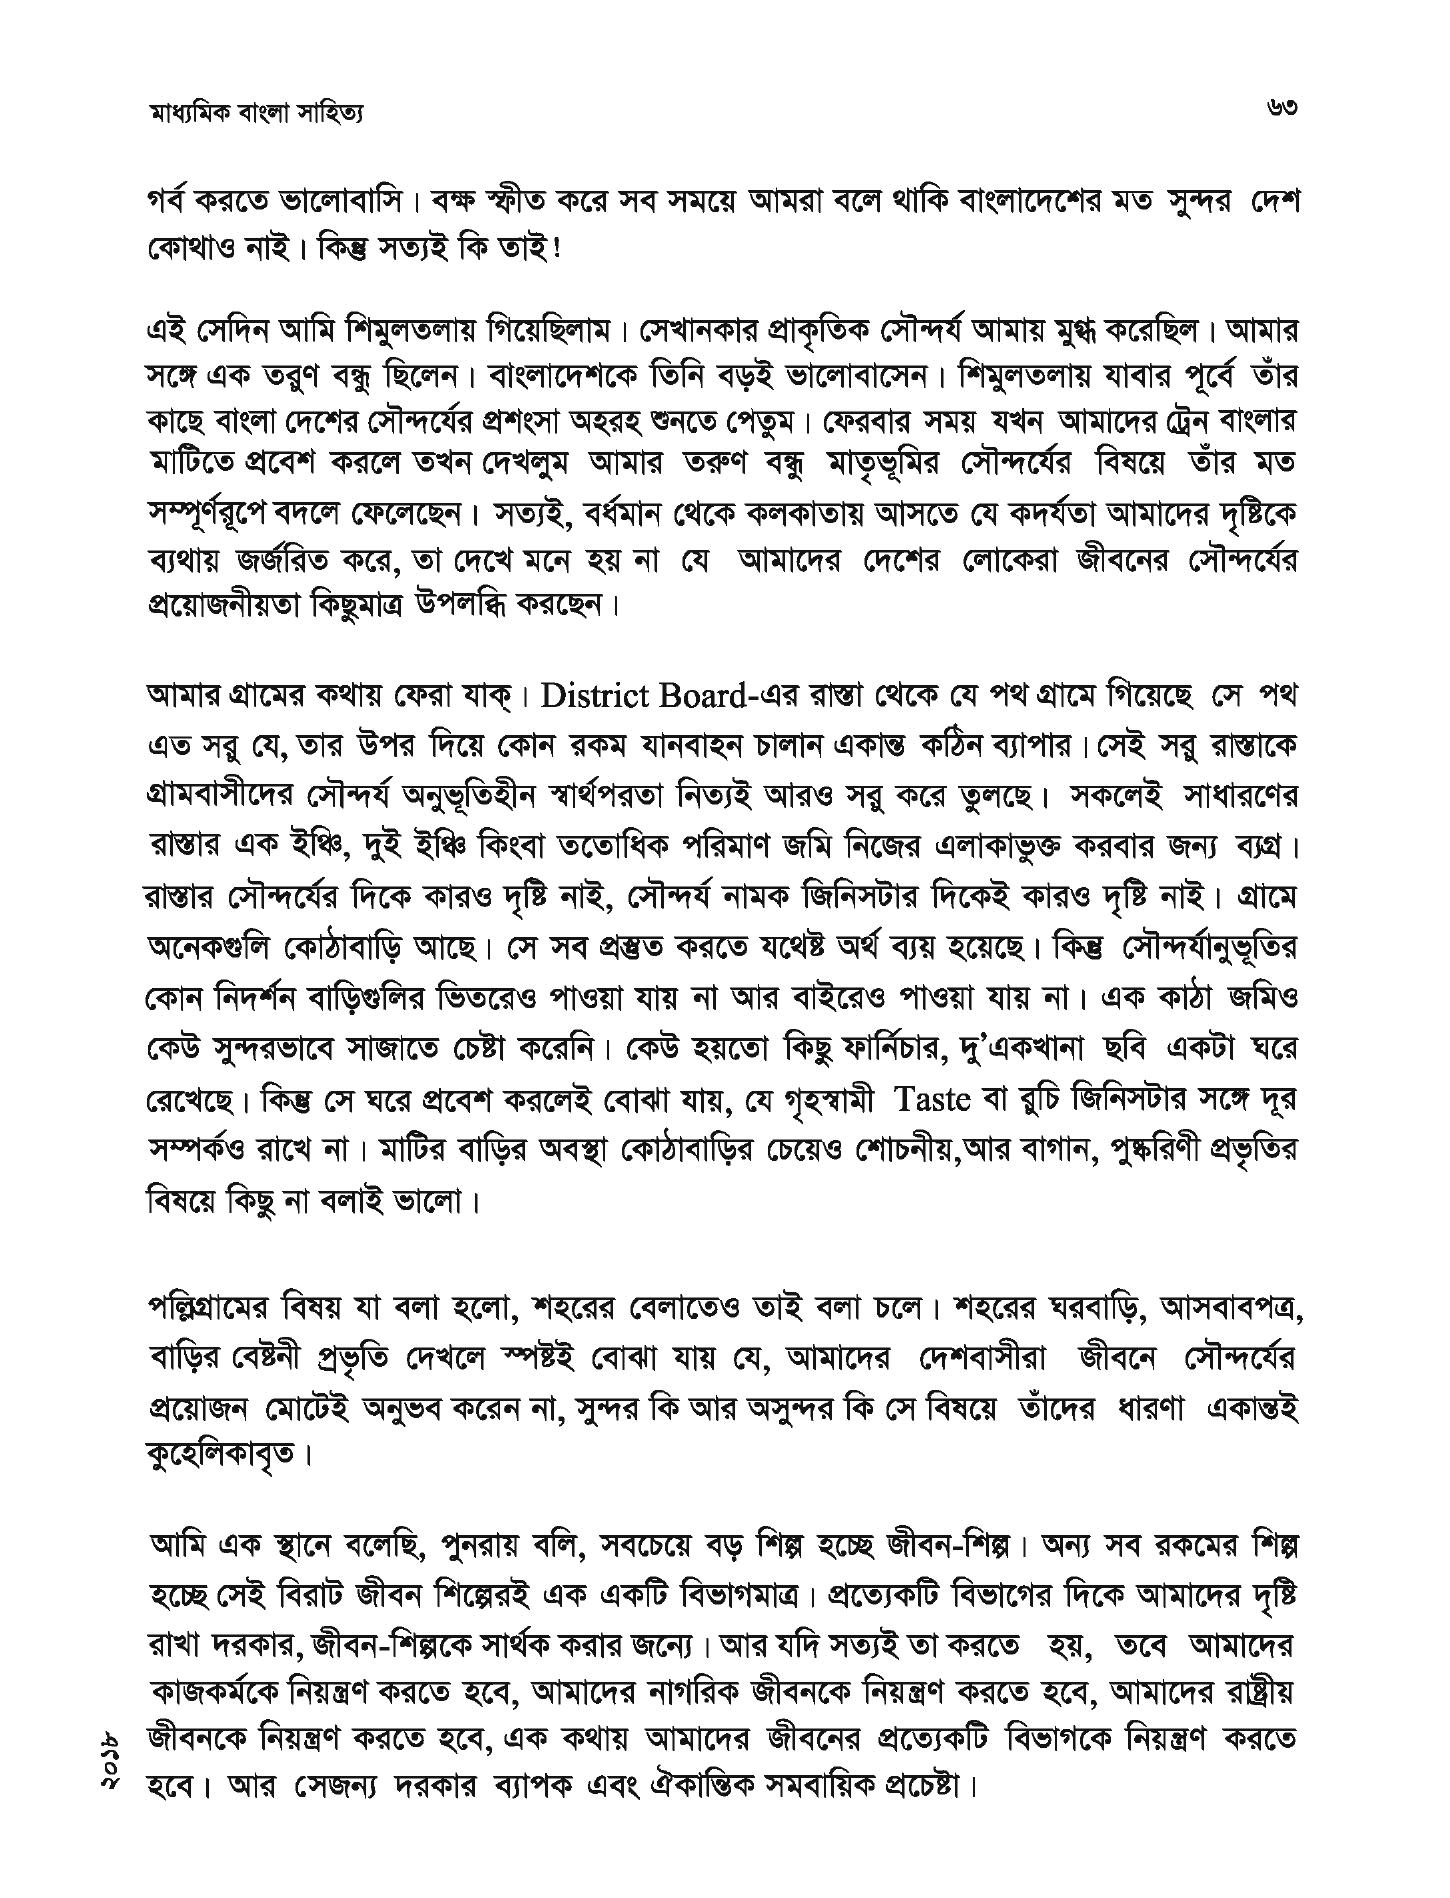 মাধ্যমিক বাংলা সাহিত্য
৬৩
গর্ব করতে ভালোবাসি। বক্ষ স্ফীত করে সব সময়ে আমরা বলে থাকি বাংলাদেশের মত সুন্দর দেশ
কোথাও নাই। কিন্তু সত্যই কি তাই!
এই সেদিন আমি শিমুলতলায় গিয়েছিলাম। সেখানকার প্রাকৃতিক সৌন্দর্য আমায় মুগ্ধ করেছিল। আমার
সঙ্গে এক তরুণ বন্ধু ছিলেন। বাংলাদেশকে তিনি বড়ই ভালোবাসেন। শিমুলতলায় যাবার পূর্বে তাঁর
কাছে বাংলা দেশের সৌন্দর্যের প্রশংসা অহরহ শুনতে পেতুম। ফেরবার সময় যখন আমাদের ট্রেন বাংলার
মাটিতে প্রবেশ করলে তখন দেখলুম আমার তরুণ বন্ধু মাতৃভূমির সৌন্দর্যের বিষয়ে তাঁর মত
সম্পূর্ণরূপে বদলে ফেলেছেন। সত্যই, বর্ধমান থেকে কলকাতায় আসতে যে কদর্যতা আমাদের দৃষ্টিকে
ব্যথায় জর্জরিত করে, তা দেখে মনে হয় না যে আমাদের দেশের লোকেরা জীবনের সৌন্দর্যের
প্রয়োজনীয়তা কিছুমাত্র উপলব্ধি করছেন।
আমার গ্রামের কথায় ফেরা যাক্। District Board-এর রাস্তা থেকে যে পথ গ্রামে গিয়েছে সে পথ
এত সরু যে, তার উপর দিয়ে কোন রকম যানবাহন চালান একান্ত কঠিন ব্যাপার। সেই সরু রাস্তাকে
গ্রামবাসীদের সৌন্দর্য অনুভূতিহীন স্বার্থপরতা নিত্যই আরও সরু করে তুলছে। সকলেই সাধারণের
রাস্তার এক ইঞ্চি, দুই ইঞ্চি কিংবা ততোধিক পরিমাণ জমি নিজের এলাকাভুক্ত করবার জন্য ব্যগ্র।
রাস্তার সৌন্দর্যের দিকে কারও দৃষ্টি নাই, সৌন্দর্য নামক জিনিসটার দিকেই কারও দৃষ্টি নাই। গ্রামে
অনেকগুলি কোঠাবাড়ি আছে। সে সব প্রস্তুত করতে যথেষ্ট অর্থ ব্যয় হয়েছে। কিন্তু সৌন্দর্যানুভূতির
কোন নিদর্শন বাড়িগুলির ভিতরেও পাওয়া যায় না আর বাইরেও পাওয়া যায় না। এক কাঠা জমিও
কেউ সুন্দরভাবে সাজাতে চেষ্টা করেনি। কেউ হয়তো কিছু ফার্নিচার, দু’একখানা ছবি একটা ঘরে
রেখেছে। কিন্তু সে ঘরে প্রবেশ করলেই বোঝা যায়, যে গৃহস্বামী Taste বা রুচি জিনিসটার সঙ্গে দূর
সম্পর্কও রাখে না। মাটির বাড়ির অবস্থা কোঠাবাড়ির চেয়েও শোচনীয়,আর বাগান, পুষ্করিণী প্রভৃতির
বিষয়ে কিছু না বলাই ভালো।
পল্লিগ্রামের বিষয় যা বলা হলো, শহরের বেলাতেও তাই বলা চলে। শহরের ঘরবাড়ি, আসবাবপত্র,
বাড়ির বেষ্টনী প্রভৃতি দেখলে স্পষ্টই বোঝা যায় যে, আমাদের দেশবাসীরা জীবনে সৌন্দর্যের
প্রয়োজন মোটেই অনুভব করেন না, সুন্দর কি আর অসুন্দর কি সে বিষয়ে তাঁদের ধারণা একান্তই
কুহেলিকাবৃত।
আমি এক স্থানে বলেছি, পুনরায় বলি, সবচেয়ে বড় শিল্প হচ্ছে জীবন-শিল্প। অন্য সব রকমের শিল্প
হচ্ছে সেই বিরাট জীবন শিল্পেরই এক একটি বিভাগমাত্র। প্রত্যেকটি বিভাগের দিকে আমাদের দৃষ্টি
রাখা দরকার, জীবন-শিল্পকে সার্থক করার জন্যে। আর যদি সত্যই তা করতে হয়, তবে আমাদের
কাজকর্মকে নিয়ন্ত্রণ করতে হবে, আমাদের নাগরিক জীবনকে নিয়ন্ত্রণ করতে হবে, আমাদের রাষ্ট্রীয়
জীবনকে নিয়ন্ত্রণ করতে হবে, এক কথায় আমাদের জীবনের প্রত্যেকটি বিভাগকে নিয়ন্ত্রণ করতে
হবে। আর সেজন্য দরকার ব্যাপক এবং ঐকান্তিক সমবায়িক প্রচেষ্টা।
২০১৮